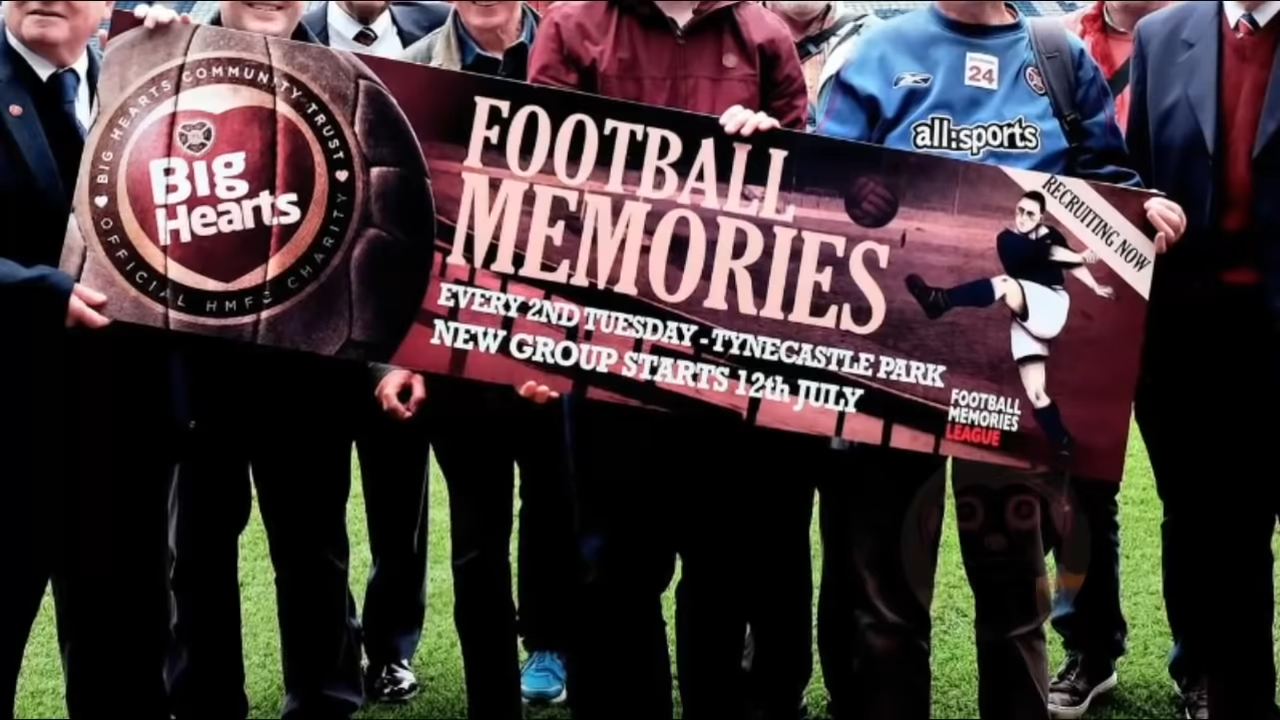 BIG HEARTS COMMUNITY TRUST
Big
Hearts
OFFICIAL HMFC CHARITY
FOOTBALL
MEMORIES
EVERY 2ND TUESDAY - TYNECASTLE PARK
NEW GROUP STARTS 12th JULY
RECRUITING NOW
FOOTBALL
MEMORIES
LEAGUE
24
all:sports